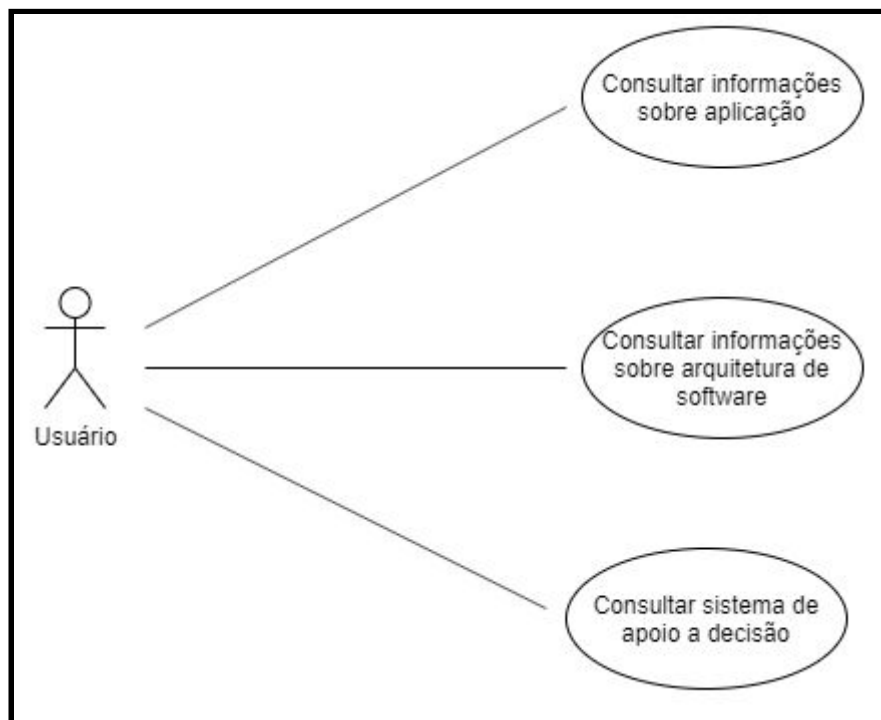 Consultar informações
sobre aplicação
Consultar informações
sobre arquitetura de
software
Usuário
Consultar sistema de
apoio a decisão